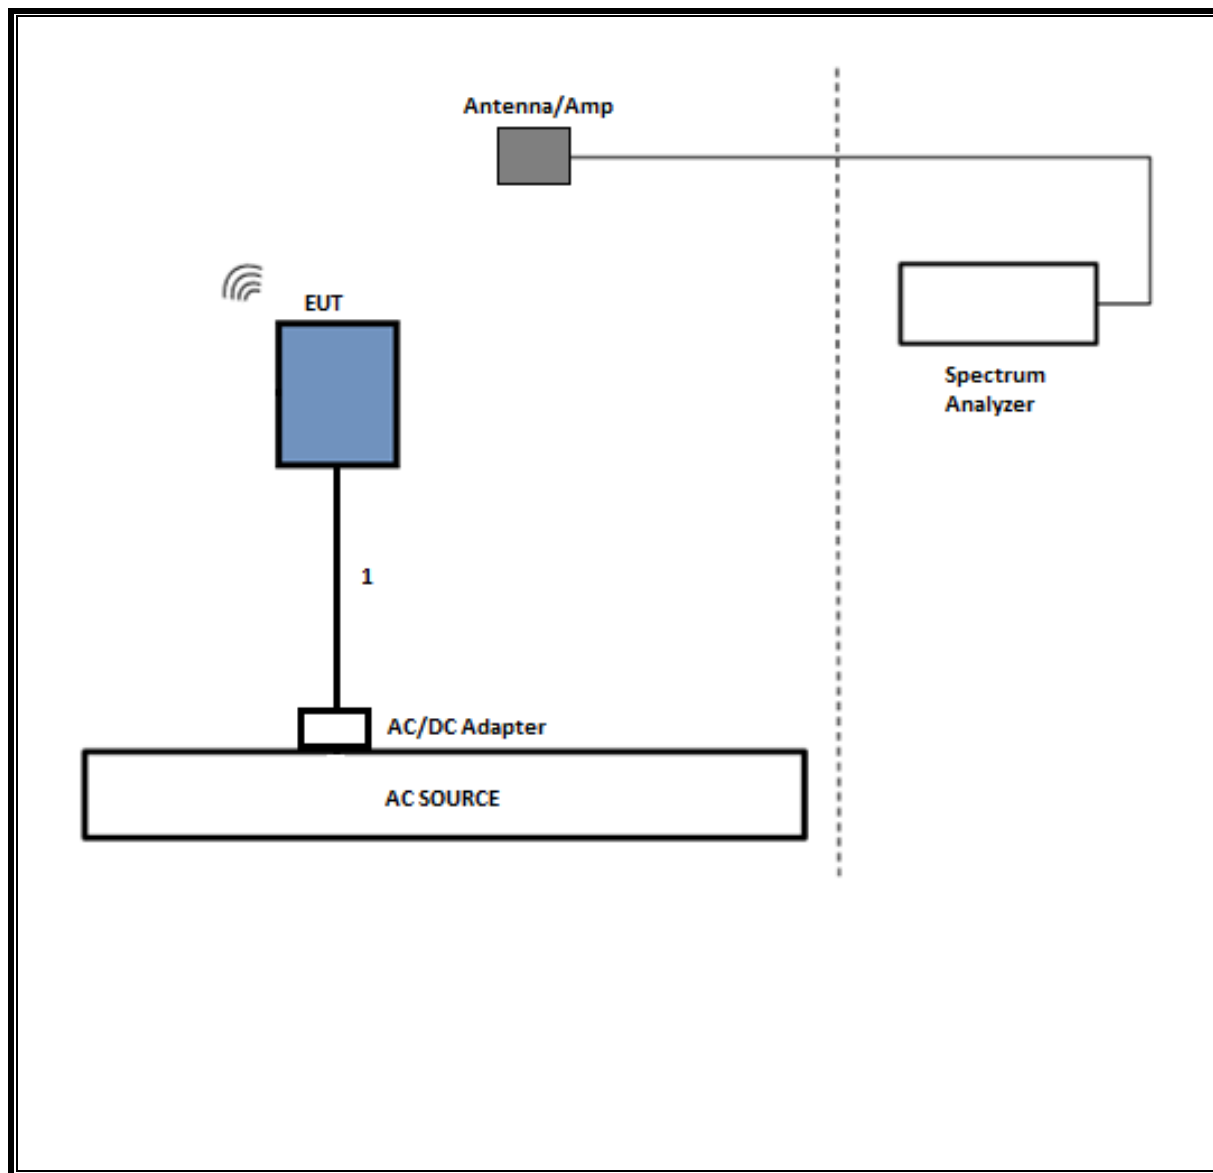 Antenna/Amp
EUT
Spectrum
Analyzer
1
AC/DC Adapter
AC SOURCE